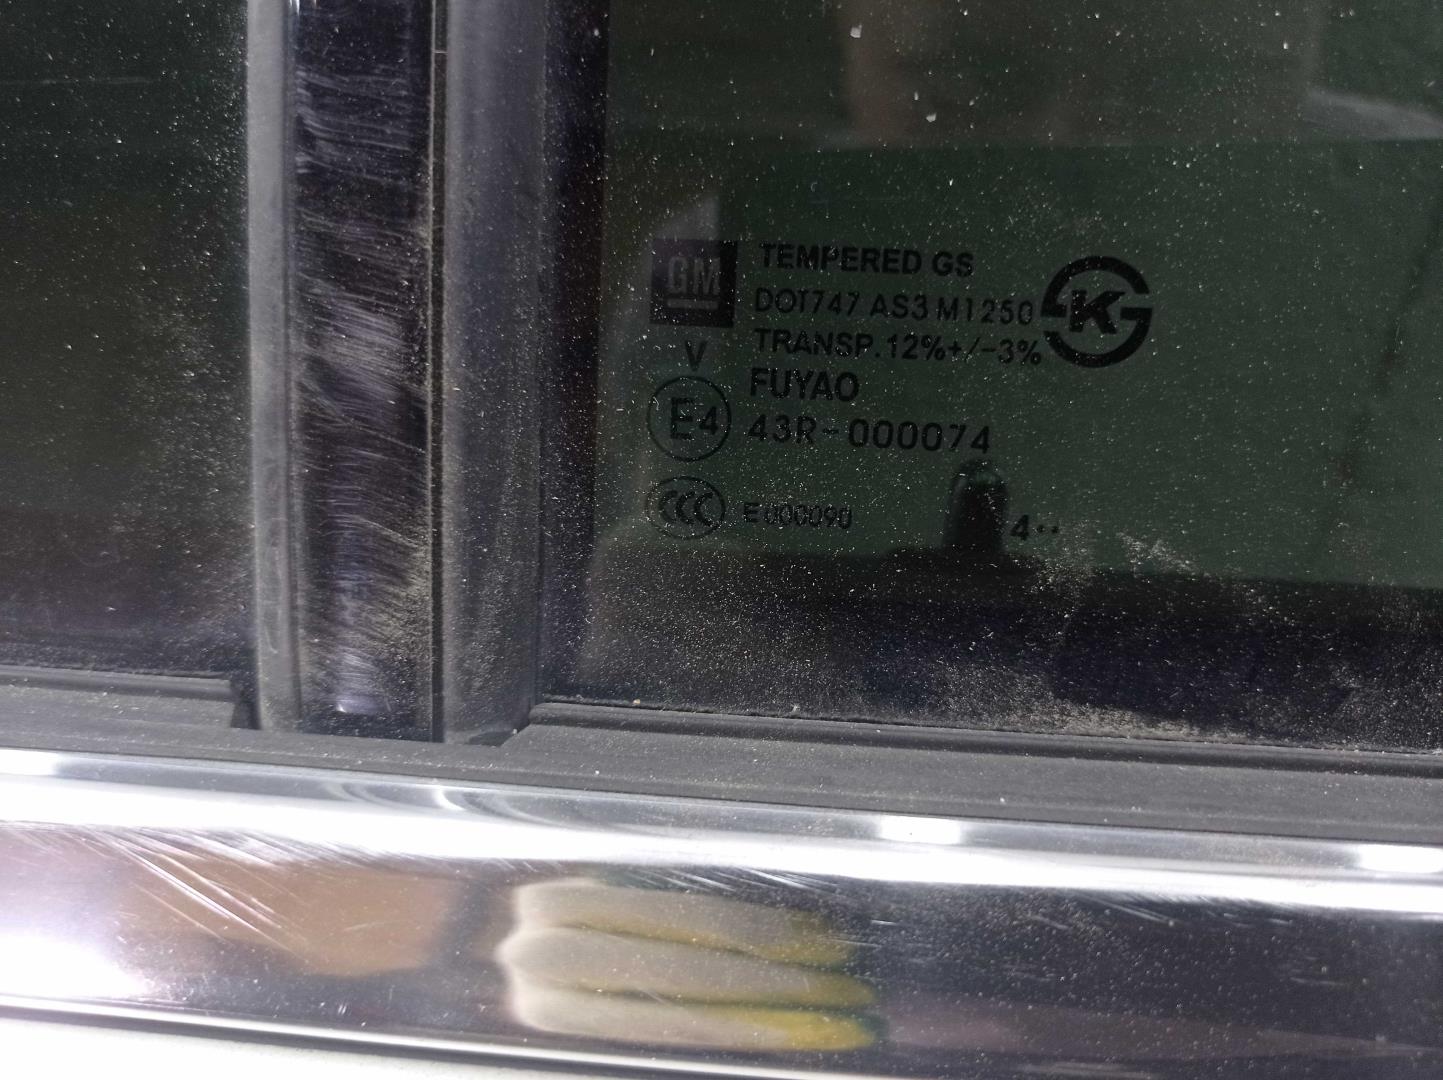 GM
TEMPERED GS
DOT747 AS3 M1250
TRANSP.12%+/-3%
V
FUYAO
E4
43R-000074
CCC
E000090
4··
K